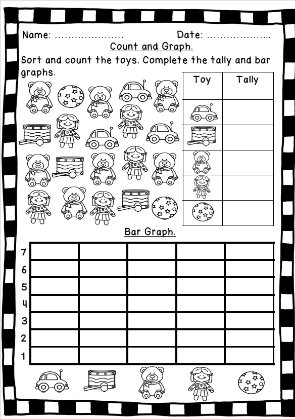 Name: .................... Date: ....................
Count and Graph.
Sort and count the toys. Complete the tally and bar
graphs.
Toy Tally
Bar Graph.
7
6
5
4
3
2
1